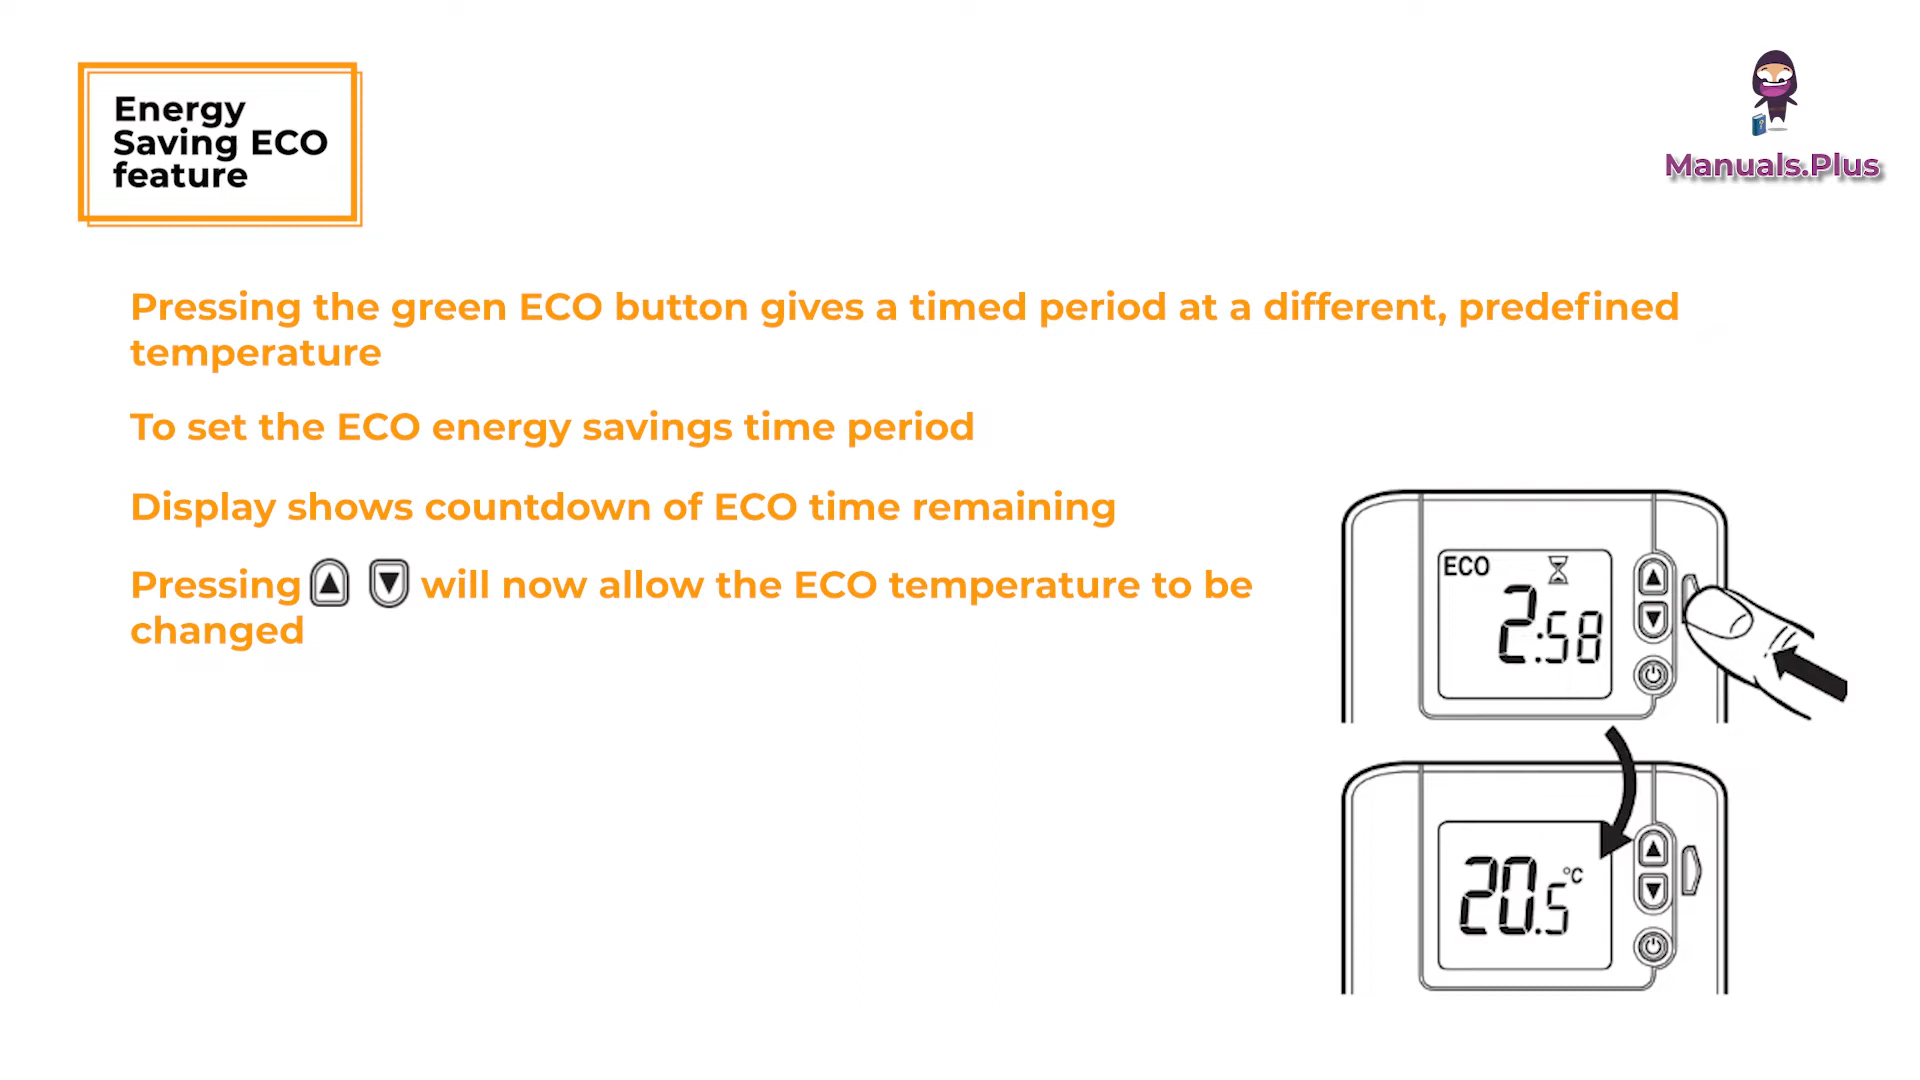 Energy
Saving ECO
feature
Manuals.Plus
Pressing the green ECO button gives a timed period at a different, predefined
temperature
To set the ECO energy savings time period
Display shows countdown of ECO time remaining
Pressing ▲ ▼ will now allow the ECO temperature to be
changed
ECO
2:58
20.5 °C